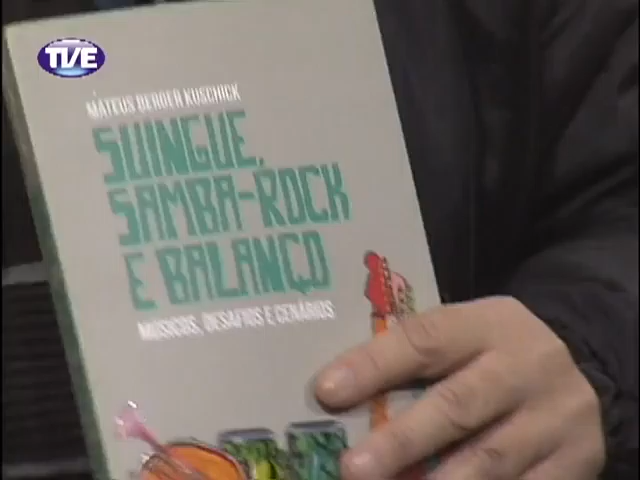 TVE
MATEUS BERGER KUSCHICK
SUINGUE,
SAMBA-ROCK
E BALANÇO
MÚSICOS, DESAFIOS E CENÁRIOS